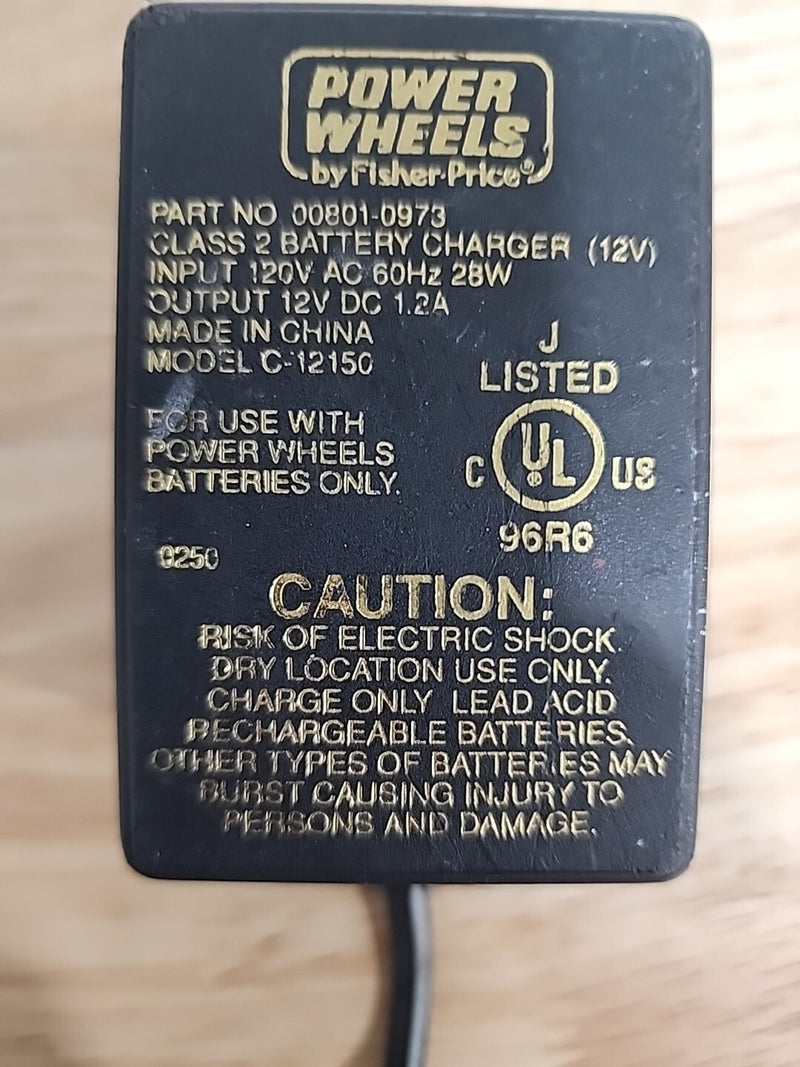 POWER
WHEELS
by Fisher-Price®
PART NO. 00801-0973
CLASS 2 BATTERY CHARGER (12V)
INPUT 120V AC 60Hz 28W
OUTPUT 12V DC 1.2A
MADE IN CHINA
MODEL C-12150
J
LISTED
FOR USE WITH
POWER WHEELS
BATTERIES ONLY.
C UL US
®
96R6
9250
CAUTION:
RISK OF ELECTRIC SHOCK.
DRY LOCATION USE ONLY.
CHARGE ONLY LEAD ACID
RECHARGEABLE BATTERIES.
OTHER TYPES OF BATTERIES MAY
BURST CAUSING INJURY TO
PERSONS AND DAMAGE.